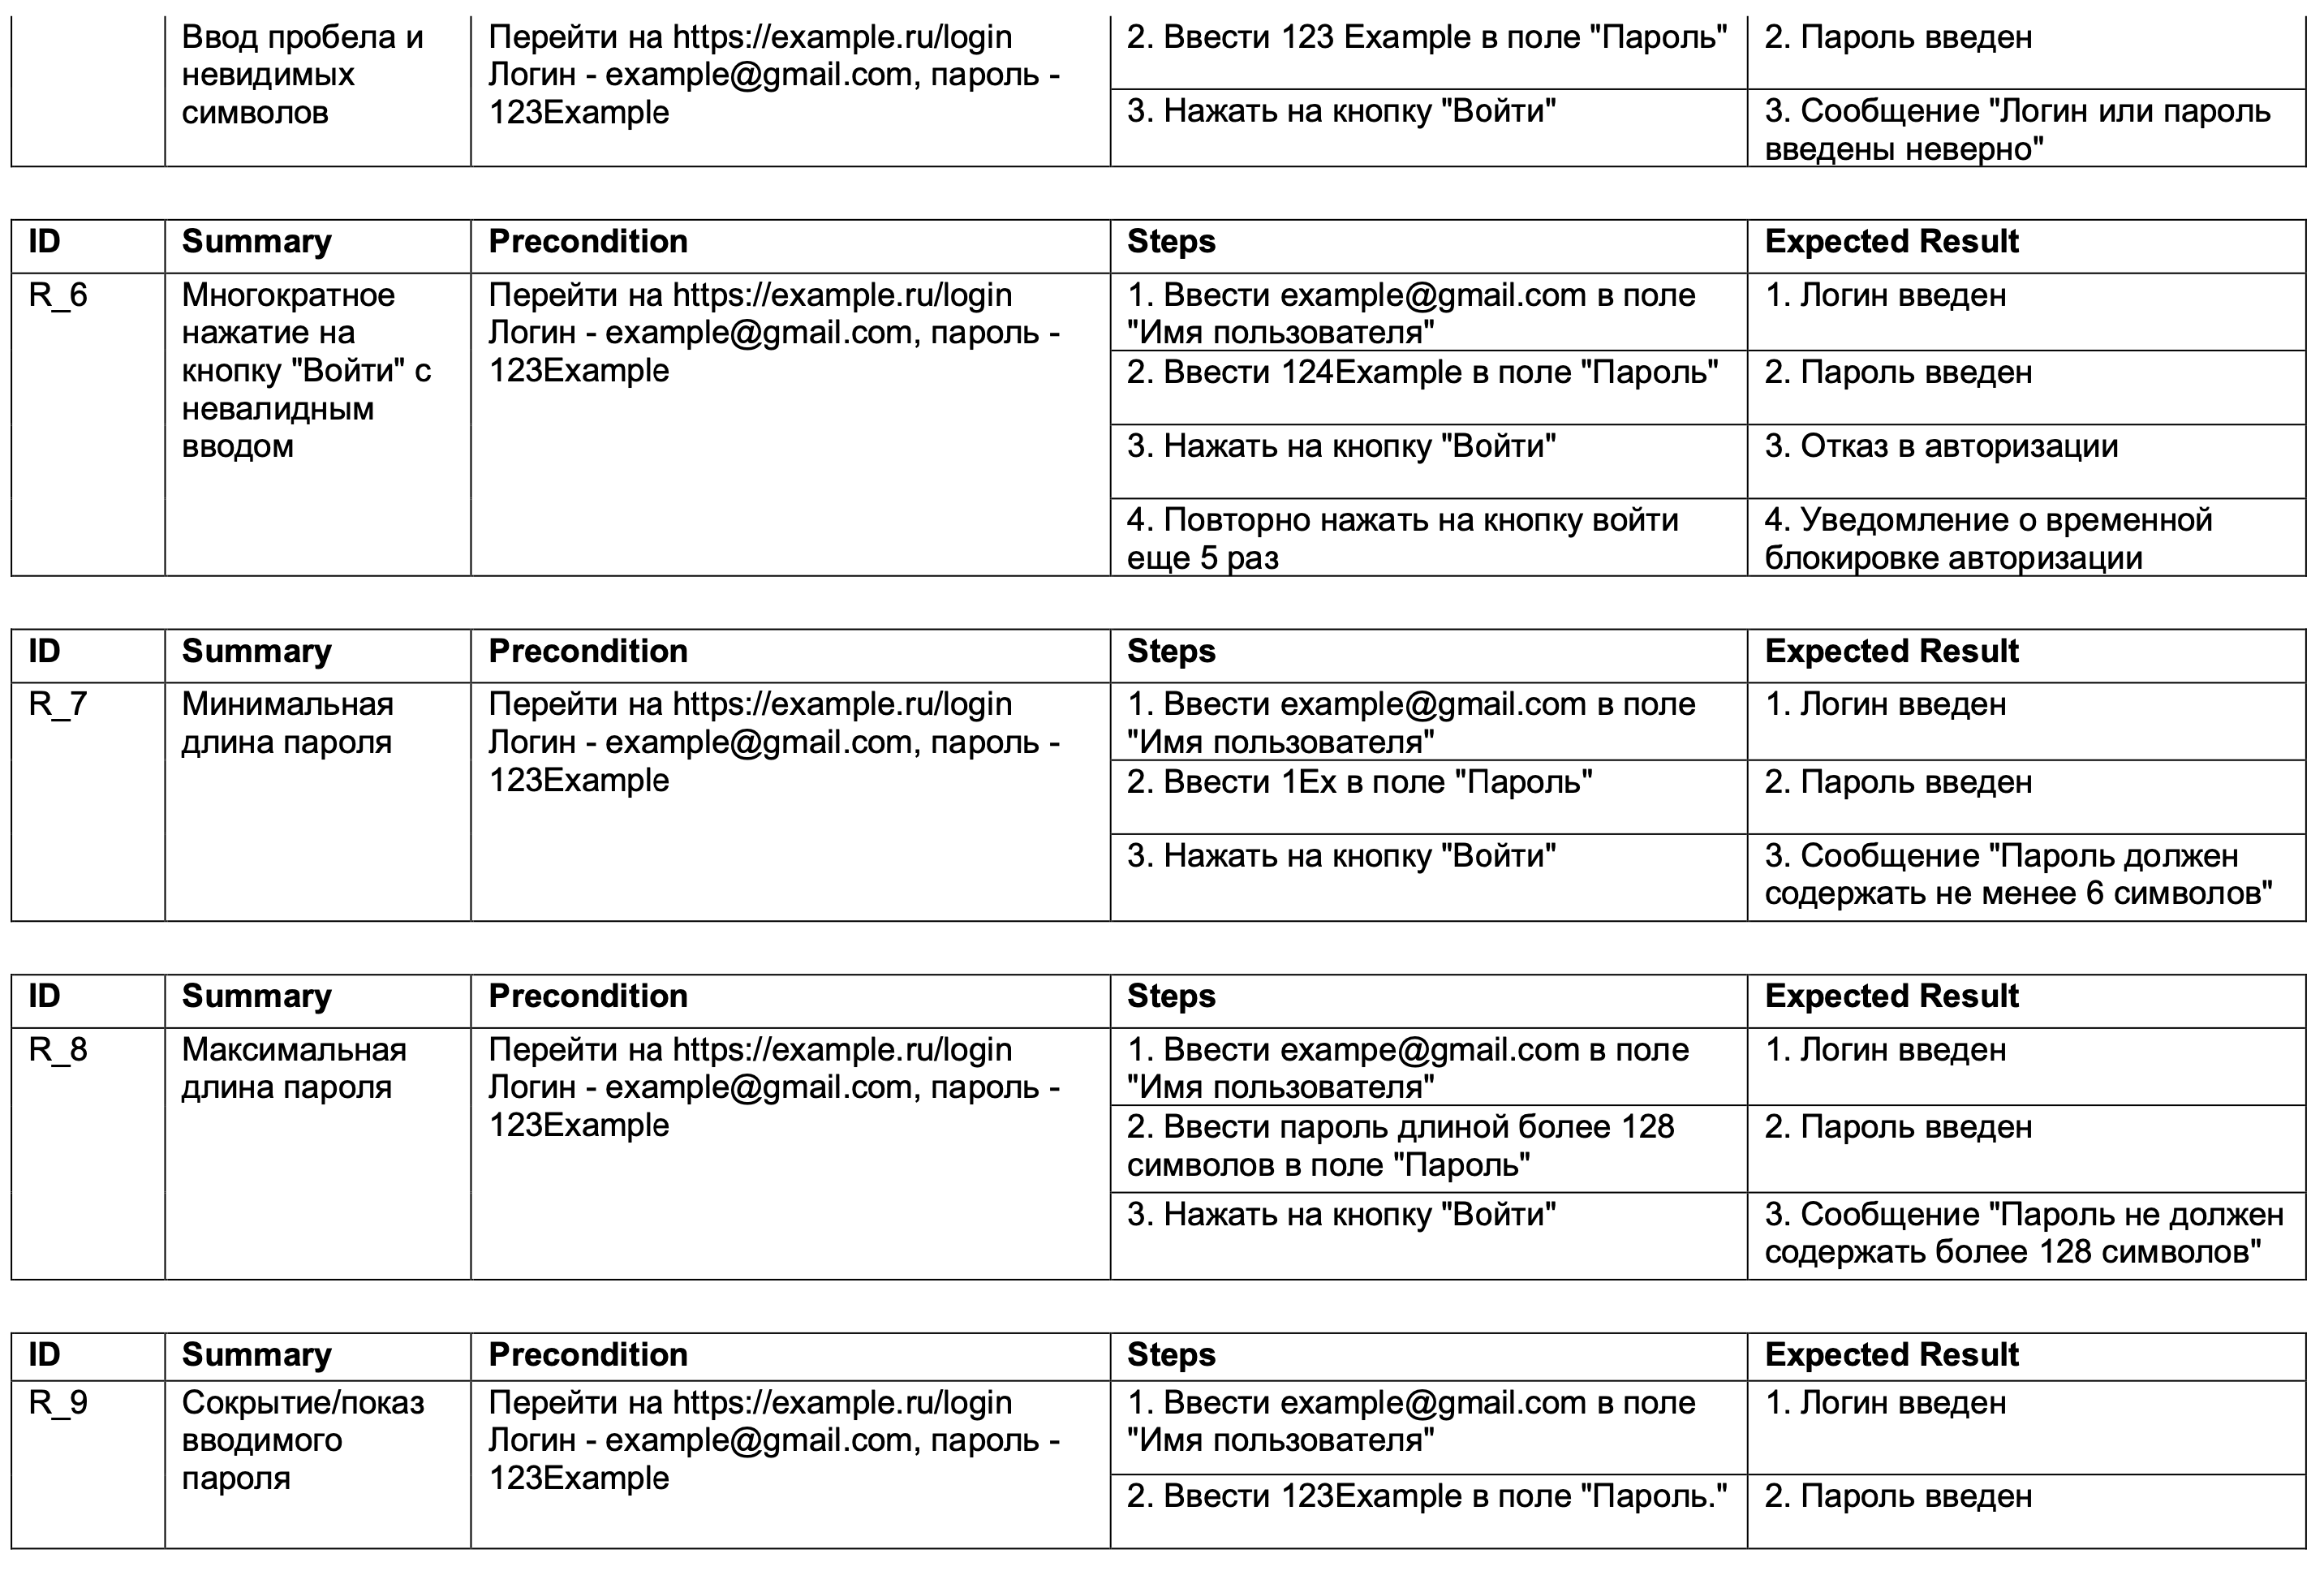 Ввод пробела и
невидимых
символов
Перейти на https://example.ru/login
Логин - example@gmail.com, пароль -
123Example
2. Ввести 123 Example в поле "Пароль"
2. Пароль введен
3. Нажать на кнопку "Войти"
3. Сообщение "Логин или пароль
введены неверно"
ID
Summary
Precondition
Steps
Expected Result
R_6
Многократное
нажатие на
кнопку "Войти" с
невалидным
вводом
Перейти на https://example.ru/login
Логин - example@gmail.com, пароль -
123Example
1. Ввести example@gmail.com в поле
"Имя пользователя"
1. Логин введен
2. Ввести 124Example в поле "Пароль"
2. Пароль введен
3. Нажать на кнопку "Войти"
3. Отказ в авторизации
4. Повторно нажать на кнопку войти
еще 5 раз
4. Уведомление о временной
блокировке авторизации
ID
Summary
Precondition
Steps
Expected Result
R_7
Минимальная
длина пароля
Перейти на https://example.ru/login
Логин - example@gmail.com, пароль -
123Example
1. Ввести example@gmail.com в поле
"Имя пользователя"
1. Логин введен
2. Ввести 1Ex в поле "Пароль"
2. Пароль введен
3. Нажать на кнопку "Войти"
3. Сообщение "Пароль должен
содержать не менее 6 символов"
ID
Summary
Precondition
Steps
Expected Result
R_8
Максимальная
длина пароля
Перейти на https://example.ru/login
Логин - example@gmail.com, пароль -
123Example
1. Ввести exampe@gmail.com в поле
"Имя пользователя"
1. Логин введен
2. Ввести пароль длиной более 128
символов в поле "Пароль"
2. Пароль введен
3. Нажать на кнопку "Войти"
3. Сообщение "Пароль не должен
содержать более 128 символов"
ID
Summary
Precondition
Steps
Expected Result
R_9
Сокрытие/показ
вводимого
пароля
Перейти на https://example.ru/login
Логин - example@gmail.com, пароль -
123Example
1. Ввести example@gmail.com в поле
"Имя пользователя"
1. Логин введен
2. Ввести 123Example в поле "Пароль."
2. Пароль введен